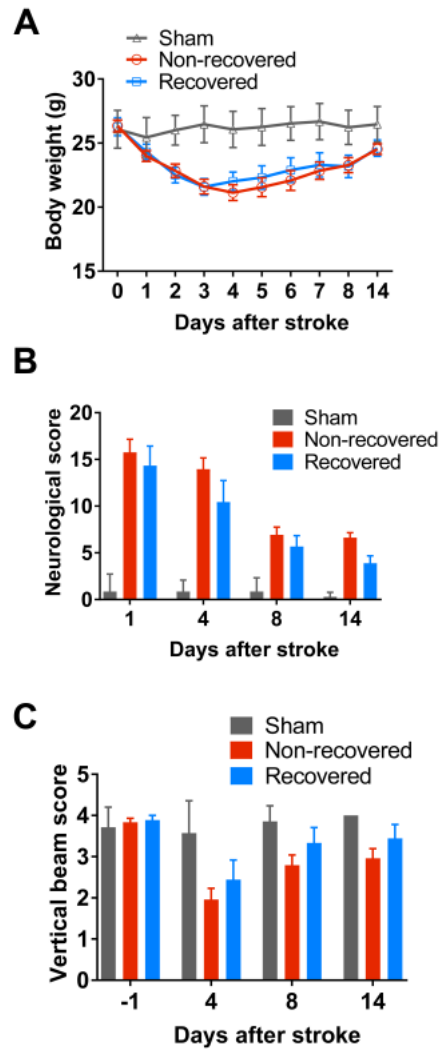 A
Sham
Non-recovered
Recovered
Body weight (g)
30
25
20
15
0 1 2 3 4 5 6 7 8 14
Days after stroke
B
Sham
Non-recovered
Recovered
Neurological score
20
15
10
5
0
1 4 8 14
Days after stroke
C
Sham
Non-recovered
Recovered
Vertical beam score
5
4
3
2
1
0
-1 4 8 14
Days after stroke